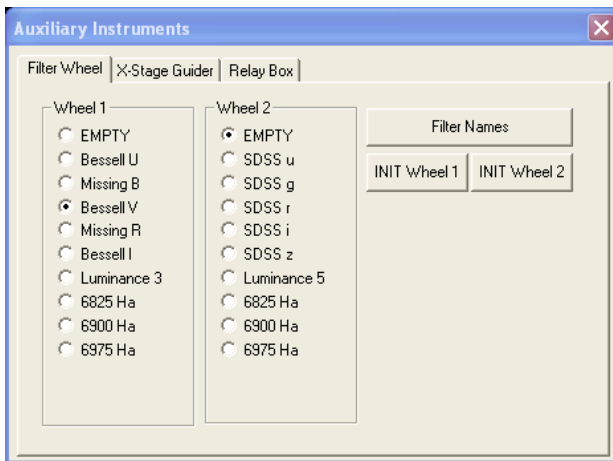 Auxiliary Instruments
Filter Wheel X-Stage Guider Relay Box
Wheel 1
EMPTY
Bessell U
Missing B
Bessell V
Missing R
Bessell I
Luminance 3
6825 Ha
6900 Ha
6975 Ha
Wheel 2
EMPTY
SDSS u
SDSS g
SDSS r
SDSS i
SDSS z
Luminance 5
6825 Ha
6900 Ha
6975 Ha
Filter Names
INIT Wheel 1 INIT Wheel 2